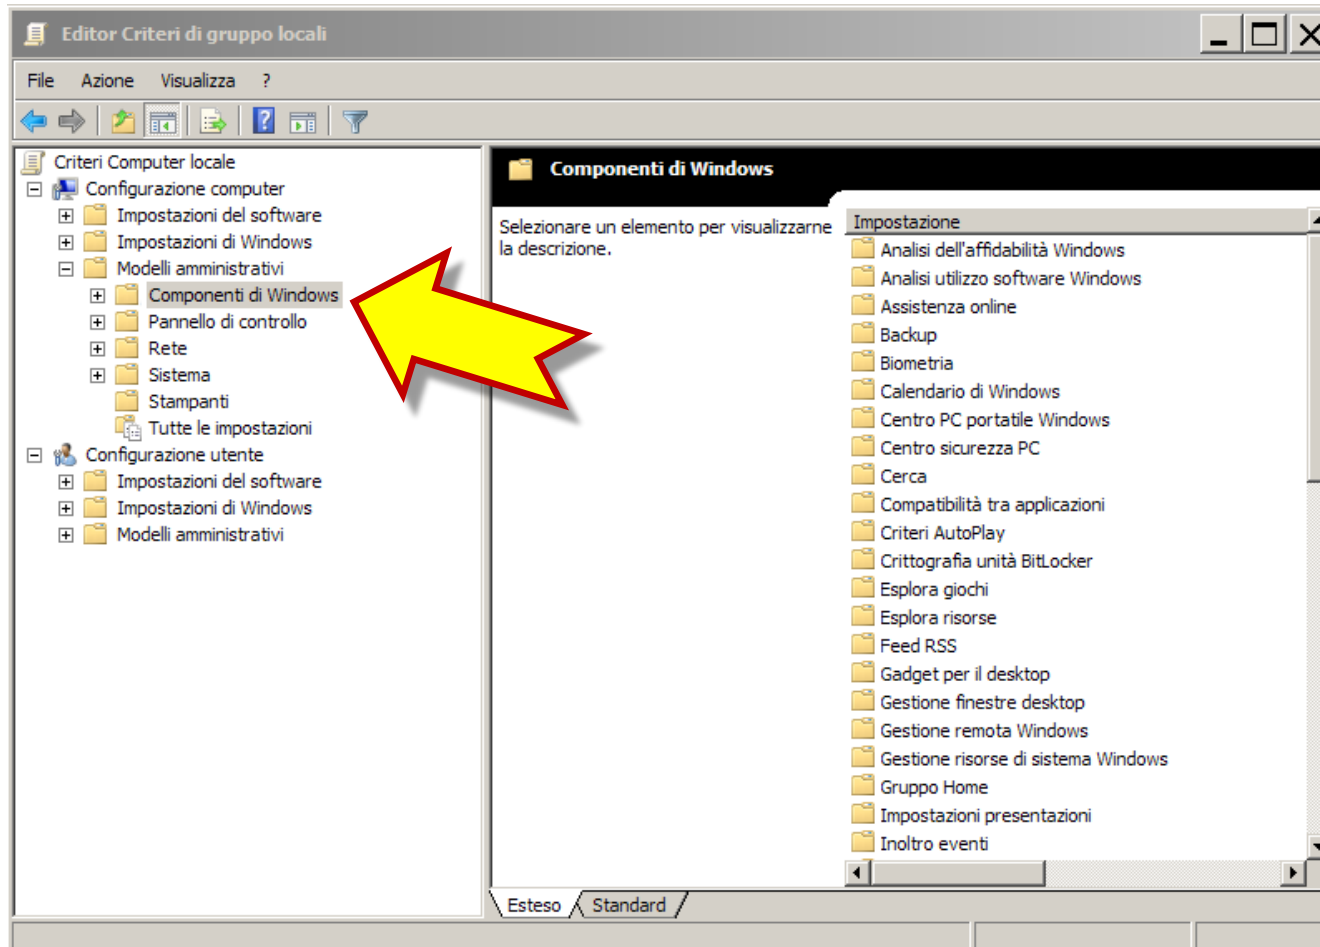 Editor Criteri di gruppo locali
File Azione Visualizza ?
Criteri Computer locale
Configurazione computer
Impostazioni del software
Impostazioni di Windows
Modelli amministrativi
Componenti di Windows
Pannello di controllo
Rete
Sistema
Stampanti
Tutte le impostazioni
Configurazione utente
Impostazioni del software
Impostazioni di Windows
Modelli amministrativi
Componenti di Windows
Selezionare un elemento per visualizzarne
la descrizione.
Impostazione
Analisi dell'affidabilità Windows
Analisi utilizzo software Windows
Assistenza online
Backup
Biometria
Calendario di Windows
Centro PC portatile Windows
Centro sicurezza PC
Cerca
Compatibilità tra applicazioni
Criteri AutoPlay
Crittografia unità BitLocker
Esplora giochi
Esplora risorse
Feed RSS
Gadget per il desktop
Gestione finestre desktop
Gestione remota Windows
Gestione risorse di sistema Windows
Gruppo Home
Impostazioni presentazioni
Inoltro eventi
Esteso Standard